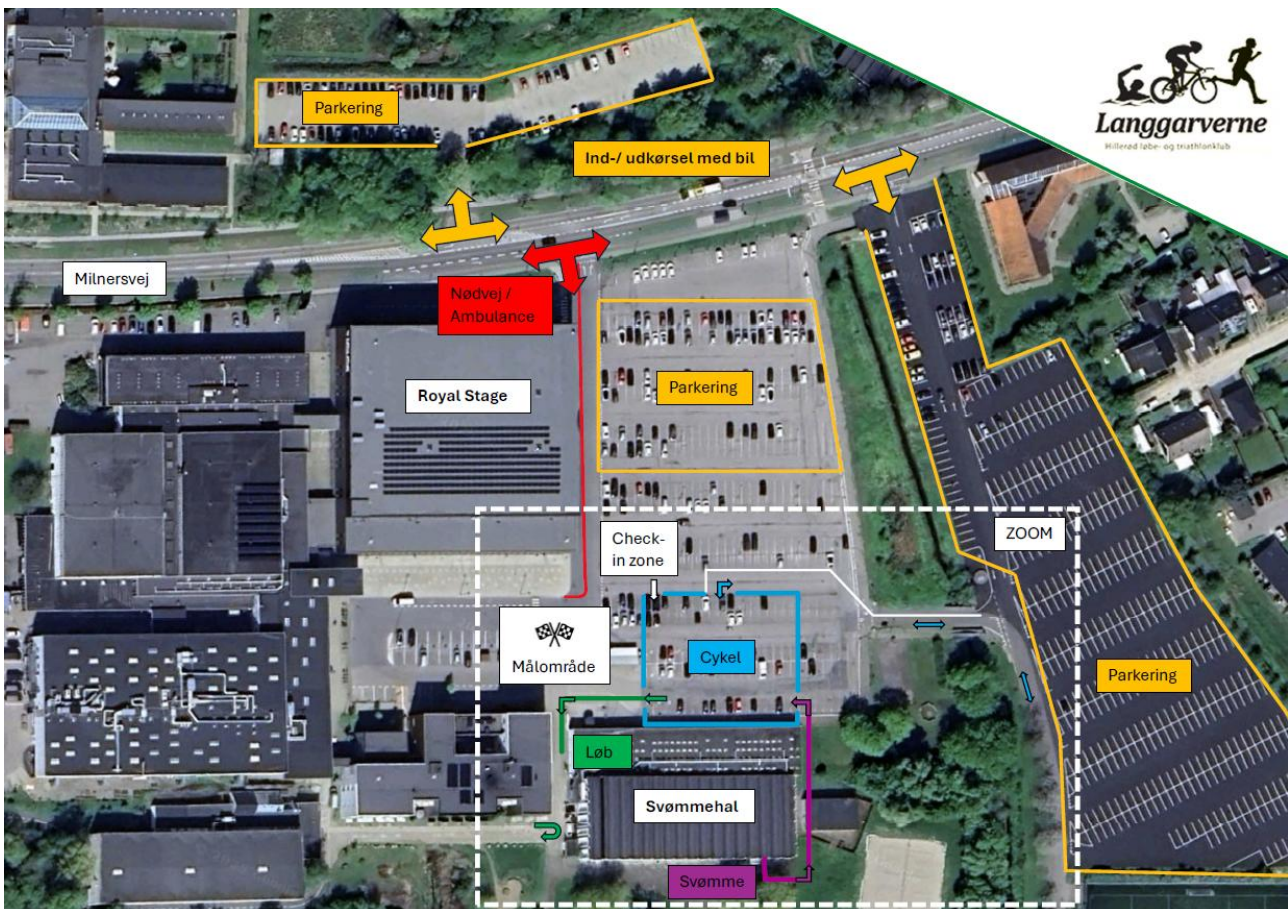 Langgarverne
Hillerød løbe- og triathlonklub
Parkering
Ind-/ udkørsel med bil
Milnersvej
Nødvej /
Ambulance
Royal Stage
Parkering
Check-
in zone
ZOOM
Målområde
Cykel
Parkering
Løb
Svømmehal
Svømme